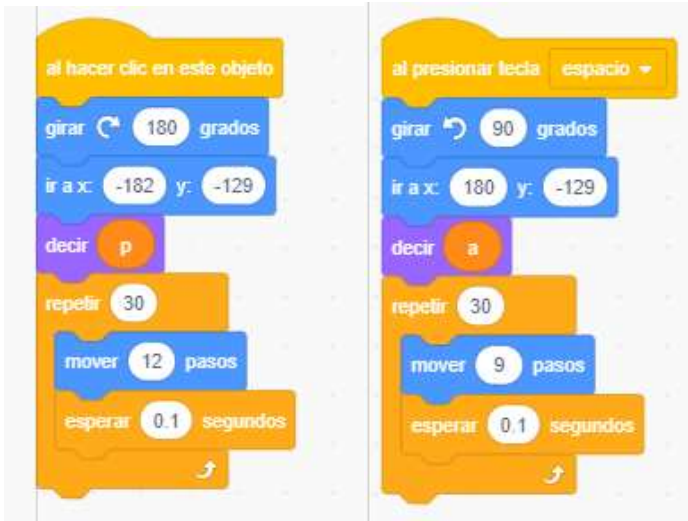 al hacer clic en este objeto
girar 180 grados
ir a x: -182 y: -129
decir p
repetir 30
mover 12 pasos
esperar 0.1 segundos
al presionar tecla espacio
girar 90 grados
ir a x: 180 y: -129
decir a
repetir 30
mover 9 pasos
esperar 0.1 segundos